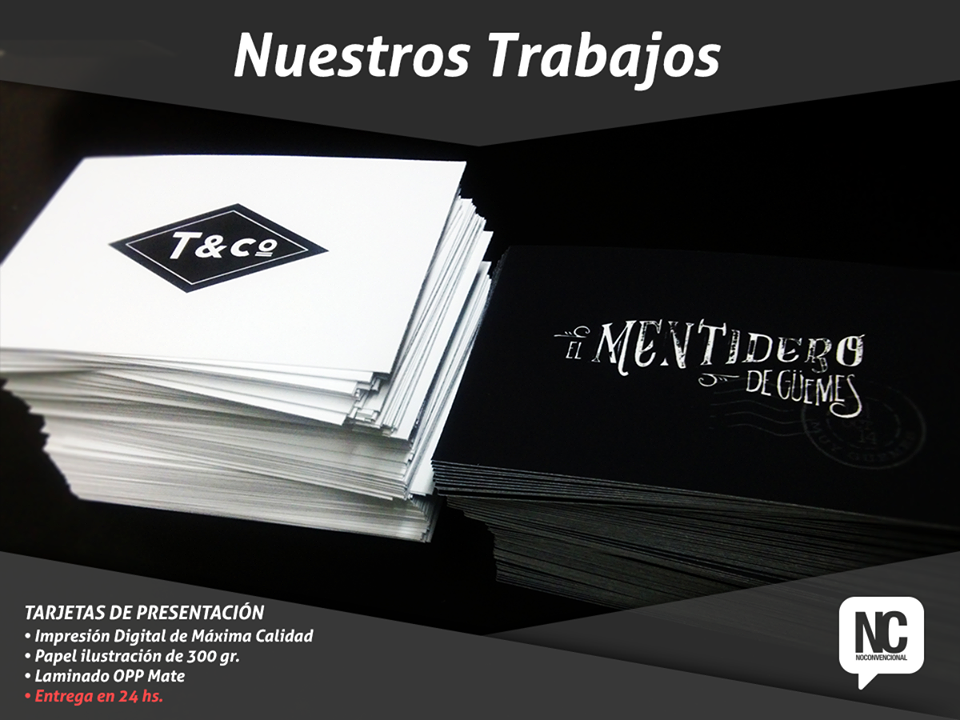 Nuestros Trabajos
T&Co
EL MENTIDERO
DE GÜEMES
TARJETAS DE PRESENTACIÓN
• Impresión Digital de Máxima Calidad
• Papel ilustración de 300 gr.
• Laminado OPP Mate
• Entrega en 24 hs.
NC
NOCONVENCIONAL